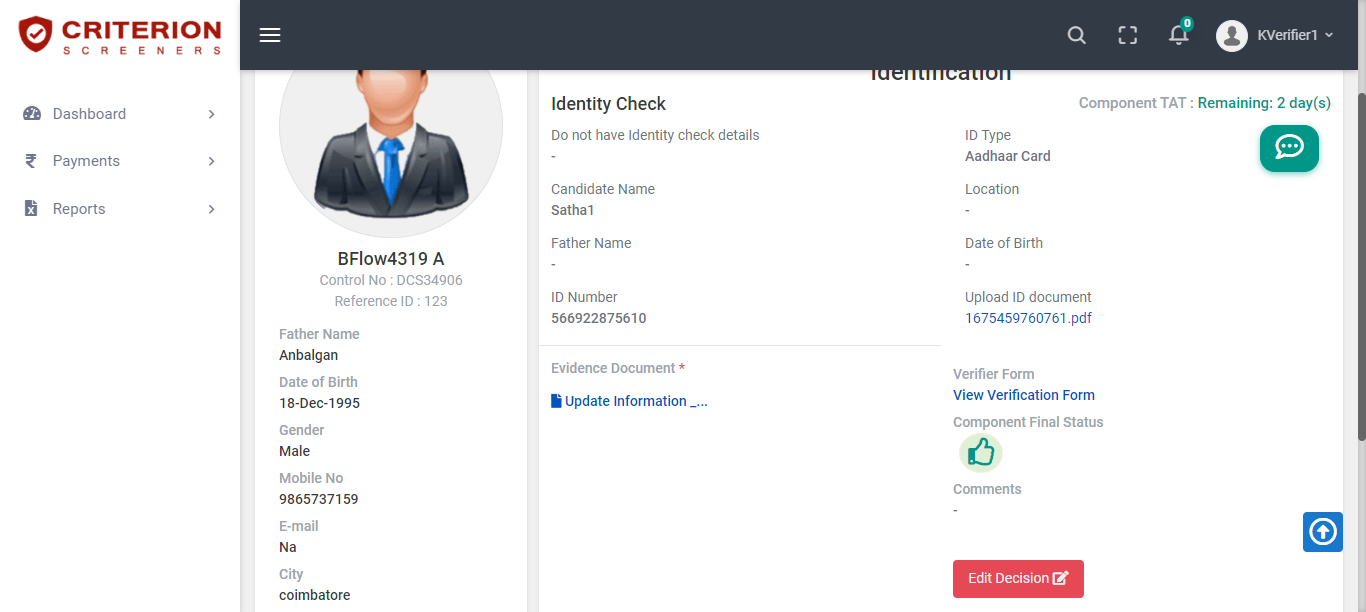 CRITERION
SCREENERS
0
KVerifier1
Dashboard
Payments
Reports
BFlow4319 A
Control No : DCS34906
Reference ID : 123
Father Name
Anbalgan
Date of Birth
18-Dec-1995
Gender
Male
Mobile No
9865737159
E-mail
Na
City
coimbatore
Identification
Identity Check
Component TAT : Remaining: 2 day(s)
Do not have Identity check details
-
ID Type
Aadhaar Card
Candidate Name
Satha1
Location
-
Father Name
-
Date of Birth
-
ID Number
566922875610
Upload ID document
1675459760761.pdf
Evidence Document *
Update Information _...
Verifier Form
View Verification Form
Component Final Status
Comments
-
Edit Decision